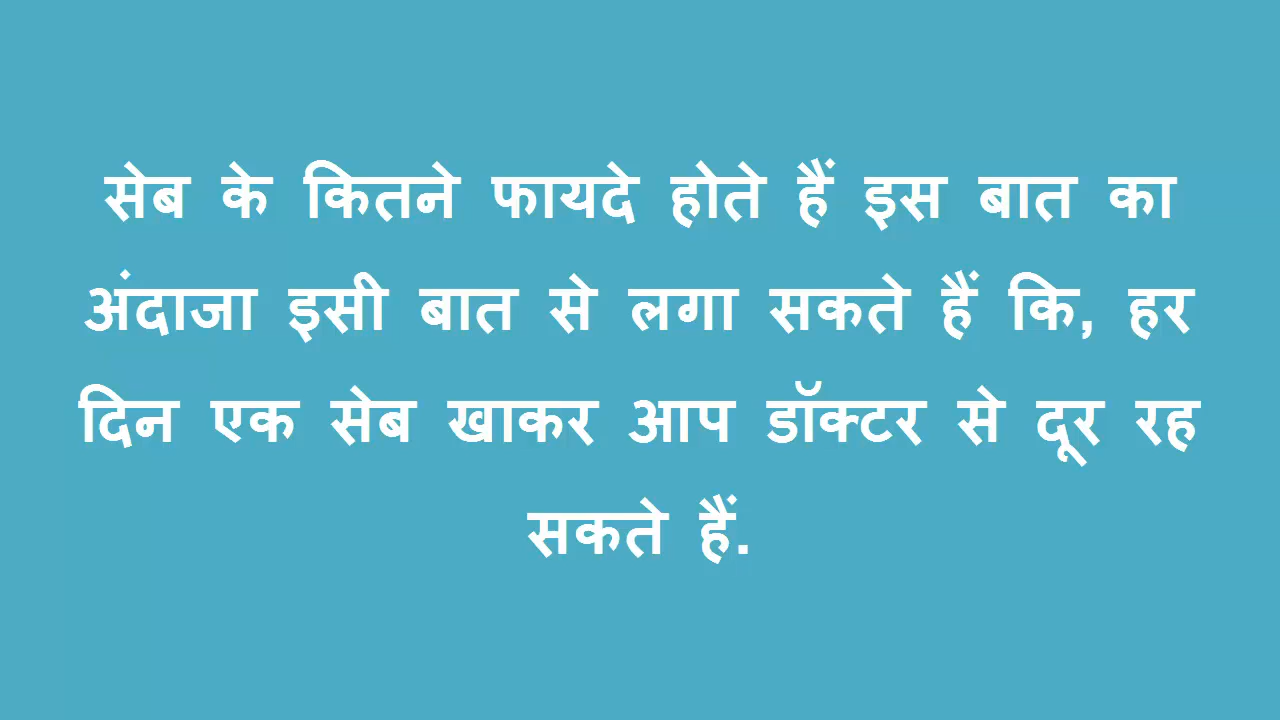 सेब के कितने फायदे होते हैं इस बात का
अंदाजा इसी बात से लगा सकते हैं कि, हर
दिन एक सेब खाकर आप डॉक्टर से दूर रह
सकते हैं.